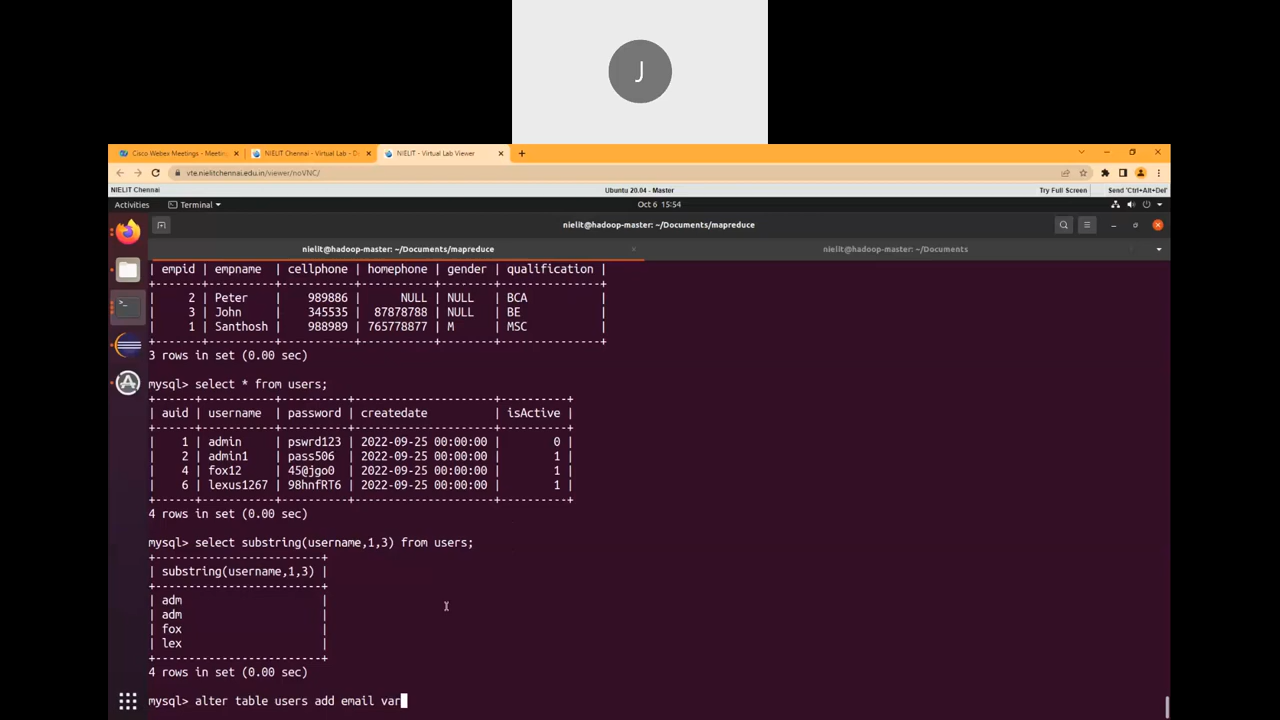 J
Cisco Webex Meetings - Meetin
NIELIT Chennai - Virtual Lab - D
NIELIT - Virtual Lab Viewer
vte.nielitchennai.edu.in/viewer/noVNC/
NIELIT Chennai Ubuntu 20.04 - Master Try Full Screen Send 'Ctrl+Alt+Del'
Activities Terminal Oct 6 15:54
nielit@hadoop-master: ~/Documents/mapreduce
nielit@hadoop-master: ~/Documents/mapreduce nielit@hadoop-master: ~/Documents
| empid | empname | cellphone | homephone | gender | qualification |
+-------+----------+-----------+-----------+--------+---------------+
| 2 | Peter | 989886 | NULL | NULL | BCA |
| 3 | John | 345535 | 87878788 | NULL | BE |
| 1 | Santhosh | 988989 | 765778877 | M | MSC |
+-------+----------+-----------+-----------+--------+---------------+
3 rows in set (0.00 sec)
mysql> select * from users;
+------+-----------+----------+---------------------+----------+
| auid | username | password | createdate | isActive |
+------+-----------+----------+---------------------+----------+
| 1 | admin | pswrd123 | 2022-09-25 00:00:00 | 0 |
| 2 | admin1 | pass506 | 2022-09-25 00:00:00 | 1 |
| 4 | fox12 | 45@jgo0 | 2022-09-25 00:00:00 | 1 |
| 6 | lexus1267 | 98hnfRT6 | 2022-09-25 00:00:00 | 1 |
+------+-----------+----------+---------------------+----------+
4 rows in set (0.00 sec)
mysql> select substring(username,1,3) from users;
+-------------------------+
| substring(username,1,3) |
+-------------------------+
| adm |
| adm |
| fox |
| lex |
+-------------------------+
4 rows in set (0.00 sec)
mysql> alter table users add email var